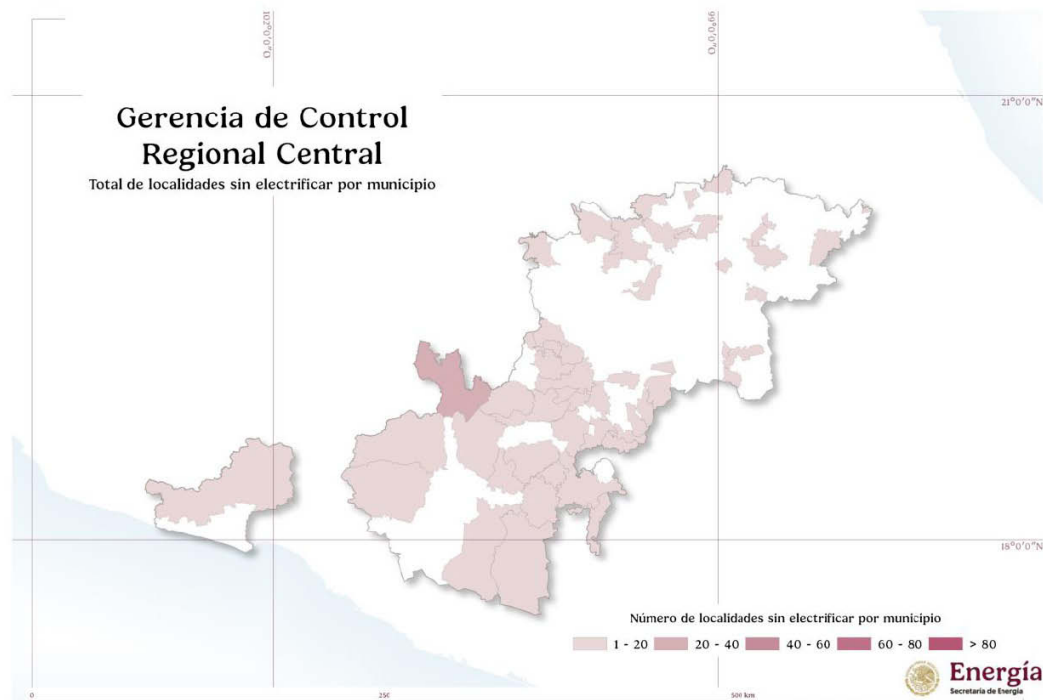 102°0'0"O
99°0'0"O
21°0'0"N
Gerencia de Control
Regional Central
Total de localidades sin electrificar por municipio
18°0'0"N
Número de localidades sin electrificar por municipio
1 - 20
20 - 40
40 - 60
60 - 80
> 80
Energía
Secretaría de Energía
0
250
500 km